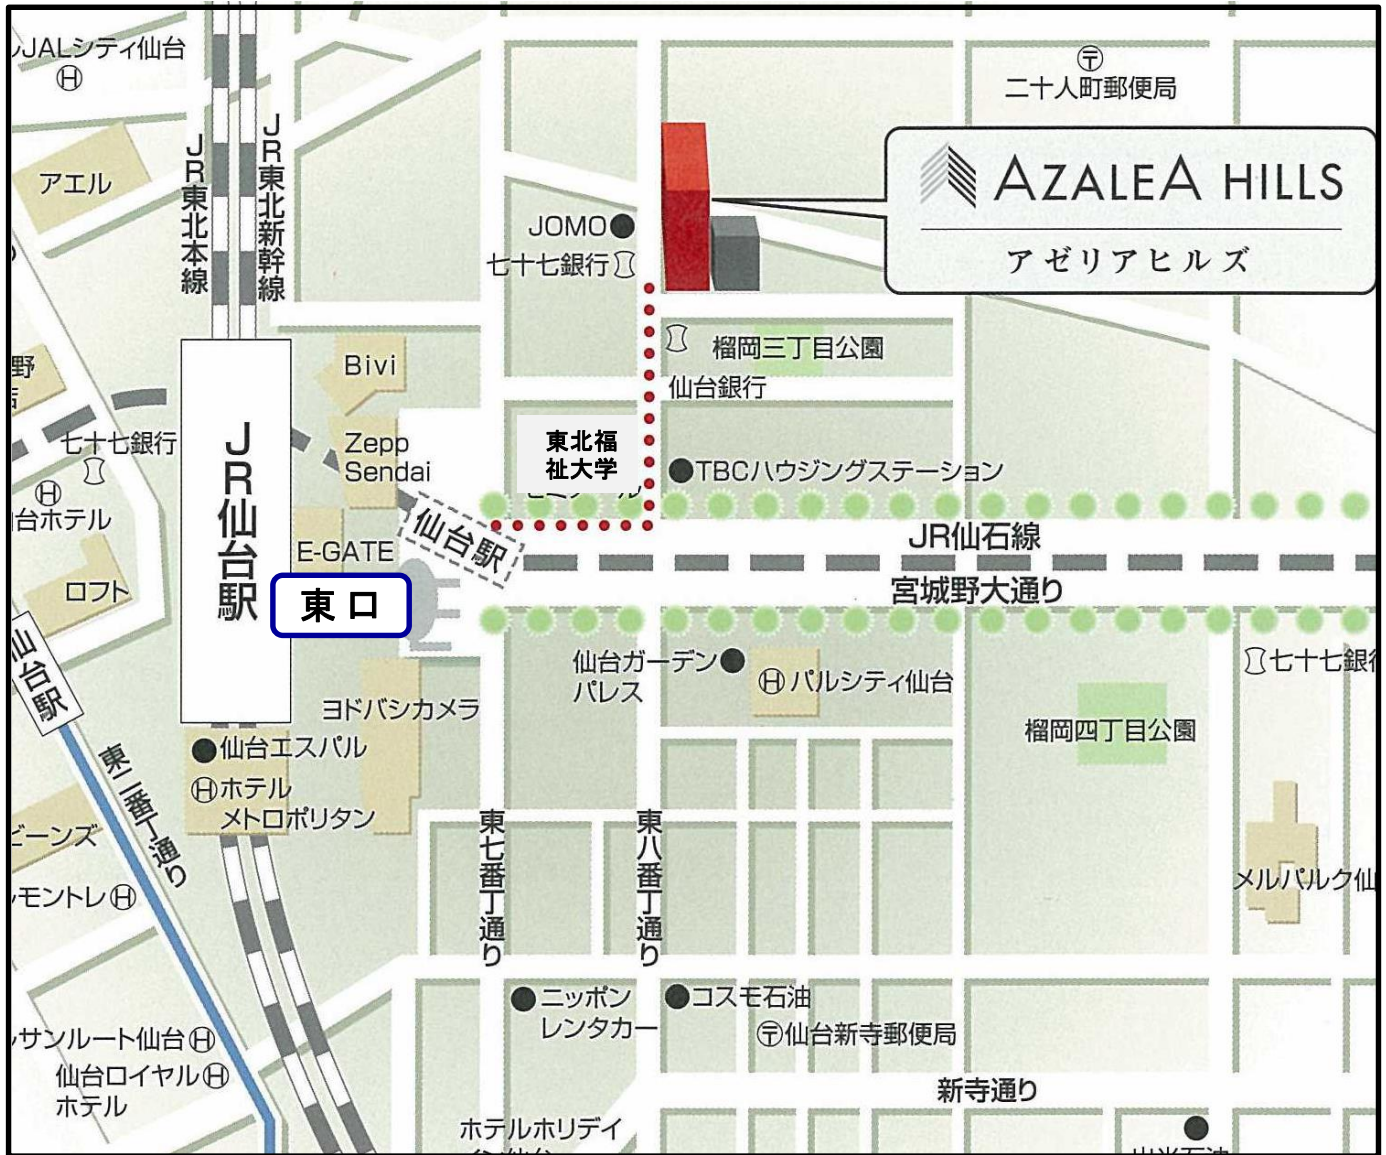 JALシティ仙台
二十人町郵便局
JR東北本線
JR東北新幹線
アエル
AZALEA HILLS
アゼリアヒルズ
JOMO
七十七銀行
榴岡三丁目公園
仙台銀行
Bivi
七十七銀行
JR仙台駅
Zepp
Sendai
東北福
祉大学
TBCハウジングステーション
台ホテル
仙台駅
JR仙石線
E-GATE
ロフト
東口
宮城野大通り
仙台駅
仙台ガーデン
パレス
パルシティ仙台
七十七銀行
ヨドバシカメラ
榴岡四丁目公園
仙台エスパル
東二番丁通り
ホテル
メトロポリタン
ビーンズ
東七番丁通り
東八番丁通り
メルパルク仙
モントレ
ニッポン
レンタカー
コスモ石油
仙台新寺郵便局
サンルート仙台
仙台ロイヤル
ホテル
新寺通り
ホテルホリデイ